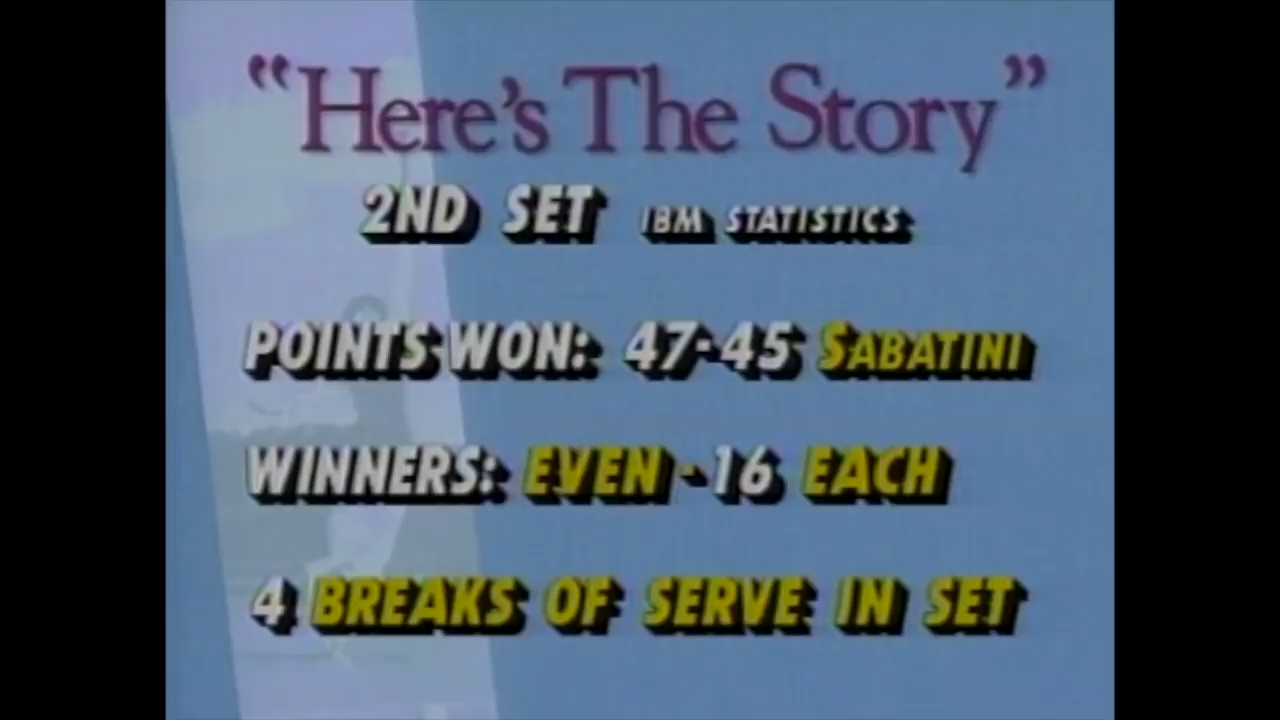 "Here's The Story"
2ND SET IBM STATISTICS
POINTS WON: 47-45 SABATINI
WINNERS: EVEN - 16 EACH
4 BREAKS OF SERVE IN SET